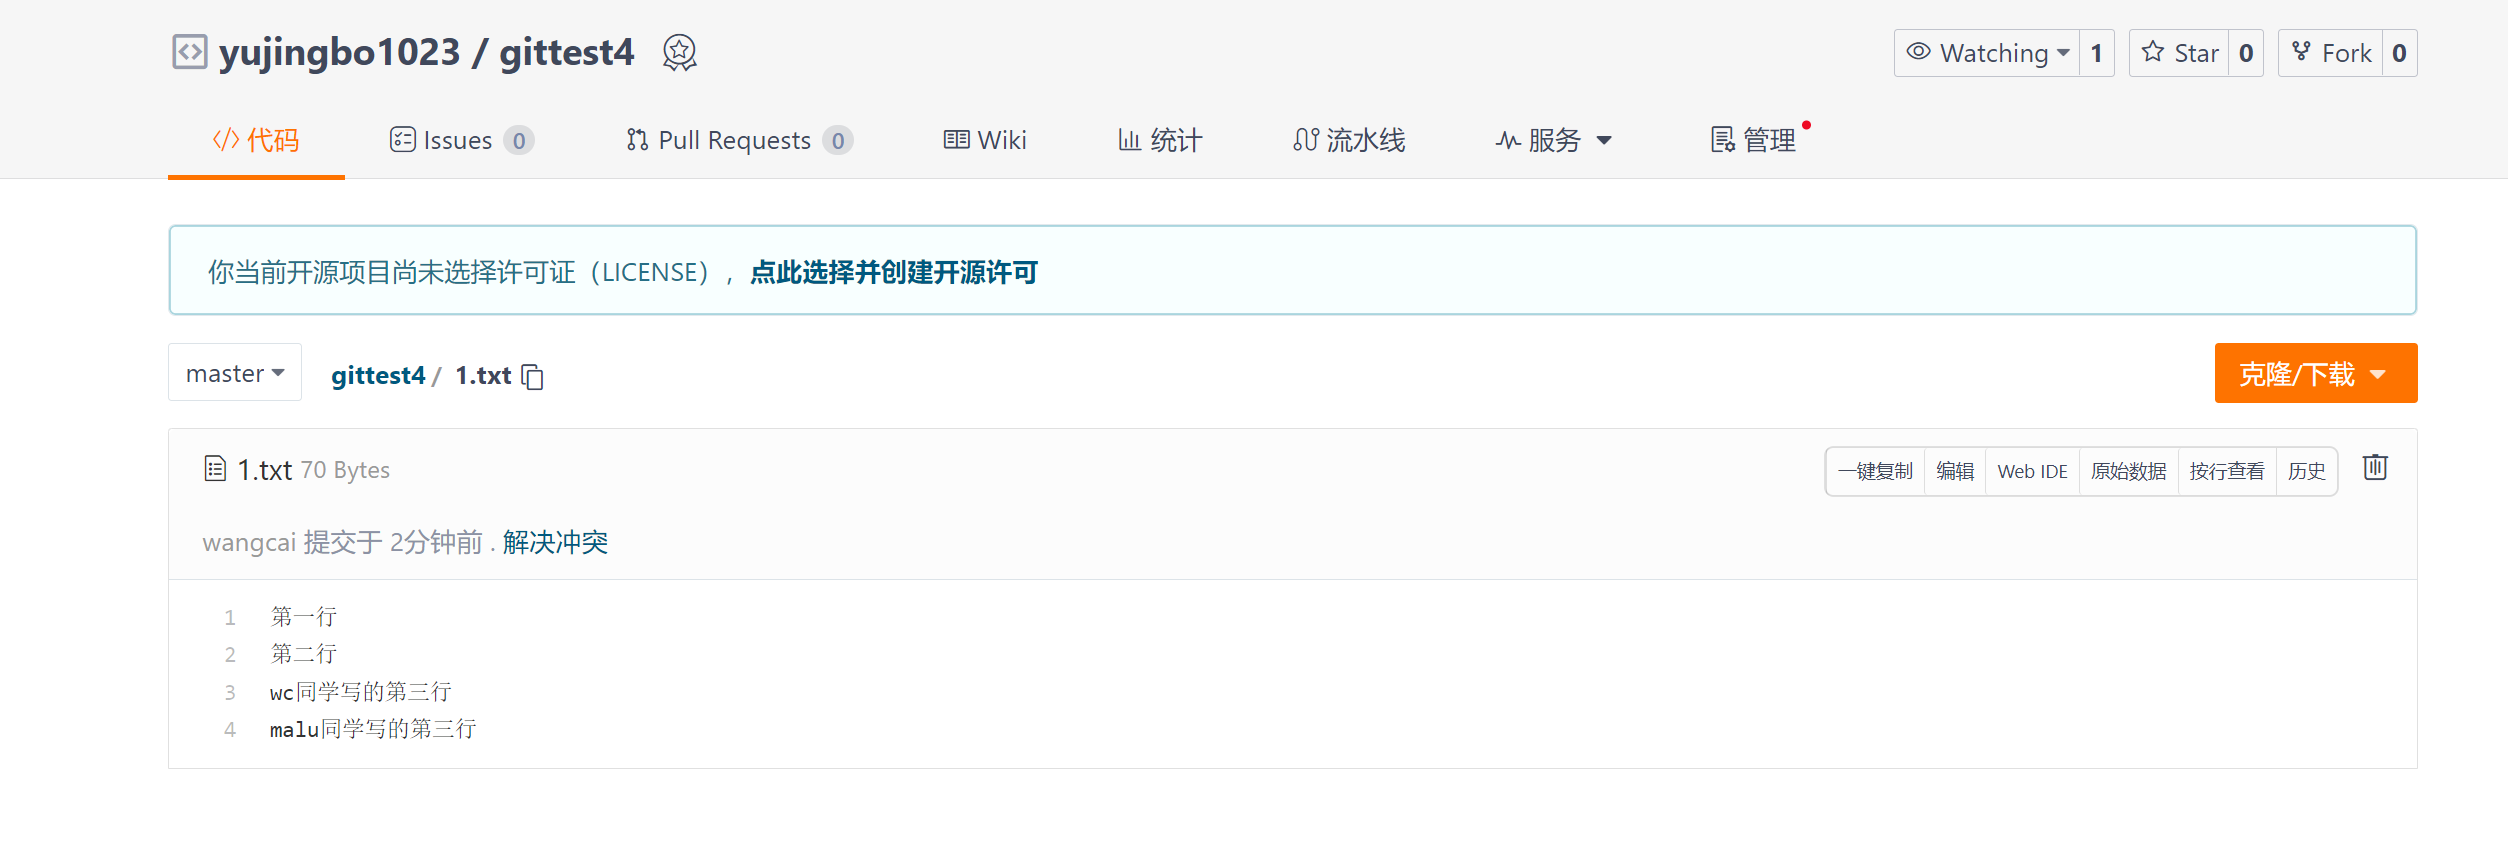 yujingbo1023 / gittest4
Watching 1 Star 0 Fork 0
代码 Issues 0 Pull Requests 0 Wiki 统计 流水线 服务 管理
你当前开源项目尚未选择许可证（LICENSE），点此选择并创建开源许可
master gittest4 / 1.txt 克隆/下载
1.txt 70 Bytes 一键复制 编辑 Web IDE 原始数据 按行查看 历史
wangcai 提交于 2分钟前 . 解决冲突
1 第一行
2 第二行
3 wc同学写的第三行
4 malu同学写的第三行